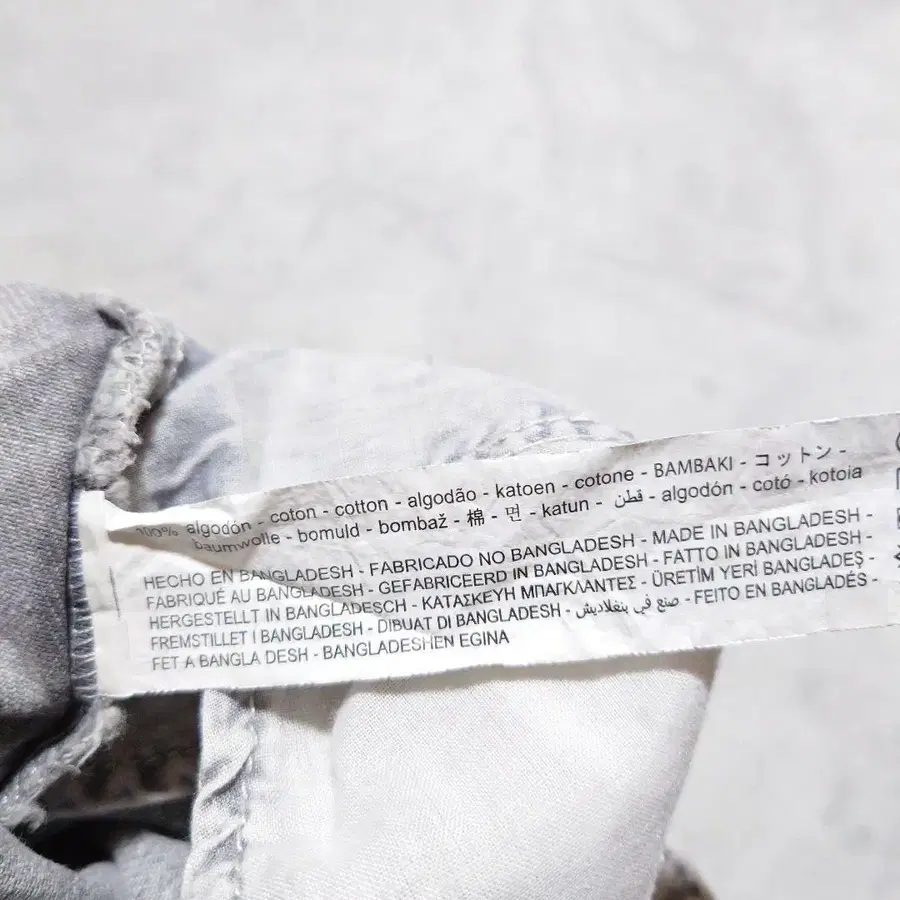 100% algodón - coton - cotton - algodão - katoen - cotone - BAMBAKI - コットン -
baumwolle - bomuld - bombaž - 棉 - 면 - katun - قطن - algodón - cotó - kotoia
HECHO EN BANGLADESH - FABRICADO NO BANGLADESH - MADE IN BANGLADESH -
FABRIQUÉ AU BANGLADESH - GEFABRICEERD IN BANGLADESH - FATTO IN BANGLADESH -
HERGESTELLT IN BANGLADESCH - ΚΑΤΑΣΚΕΥΗ ΜΠΑΓΚΛΑΝΤΕΣ - ÜRETİM YERİ BANGLADEŞ -
FREMSTILLET I BANGLADESH - DIBUAT DI BANGLADESH - صنع في بنغلاديش - FEITO EN BANGLADÉS -
FET A BANGLA DESH - BANGLADESHEN EGINA